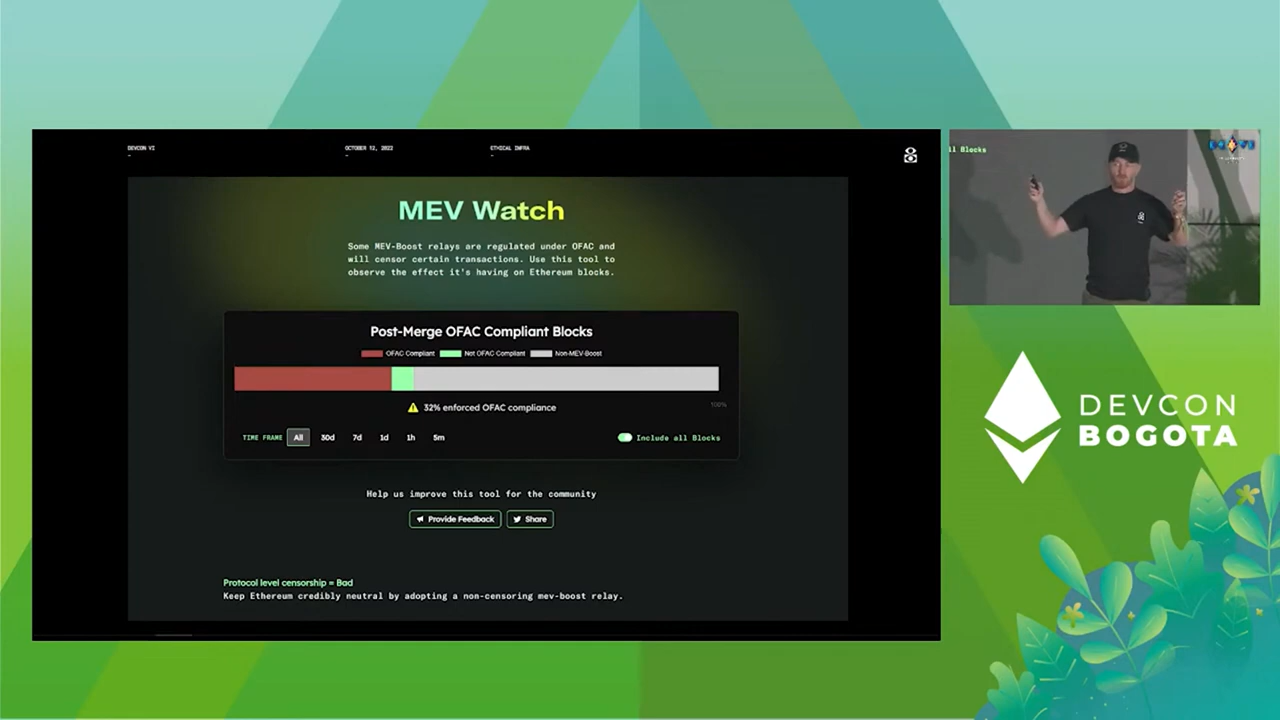 DEVCON VI
OCTOBER 12, 2022
ETHICAL INFRA
MEV Watch
Some MEV-Boost relays are regulated under OFAC and
will censor certain transactions. Use this tool to
observe the effect it's having on Ethereum blocks.
Post-Merge OFAC Compliant Blocks
OFAC Compliant Not OFAC Compliant Non-MEV-Boost
32% enforced OFAC compliance
100%
TIME FRAME All 30d 7d 1d 1h 5m
Include all Blocks
Help us improve this tool for the community
Provide Feedback Share
Protocol level censorship = Bad
Keep Ethereum credibly neutral by adopting a non-censoring mev-boost relay.
ll Blocks
DEVCON
BOGOTA